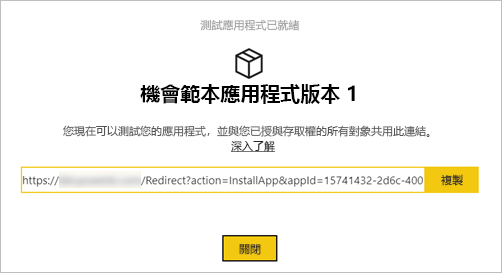 測試應用程式已就緒
機會範本應用程式版本 1
您現在可以測試您的應用程式，並與您已授與存取權的所有對象共用此連結。
深入了解
https:// /Redirect?action=InstallApp&appId=15741432-2d6c-400 複製
關閉